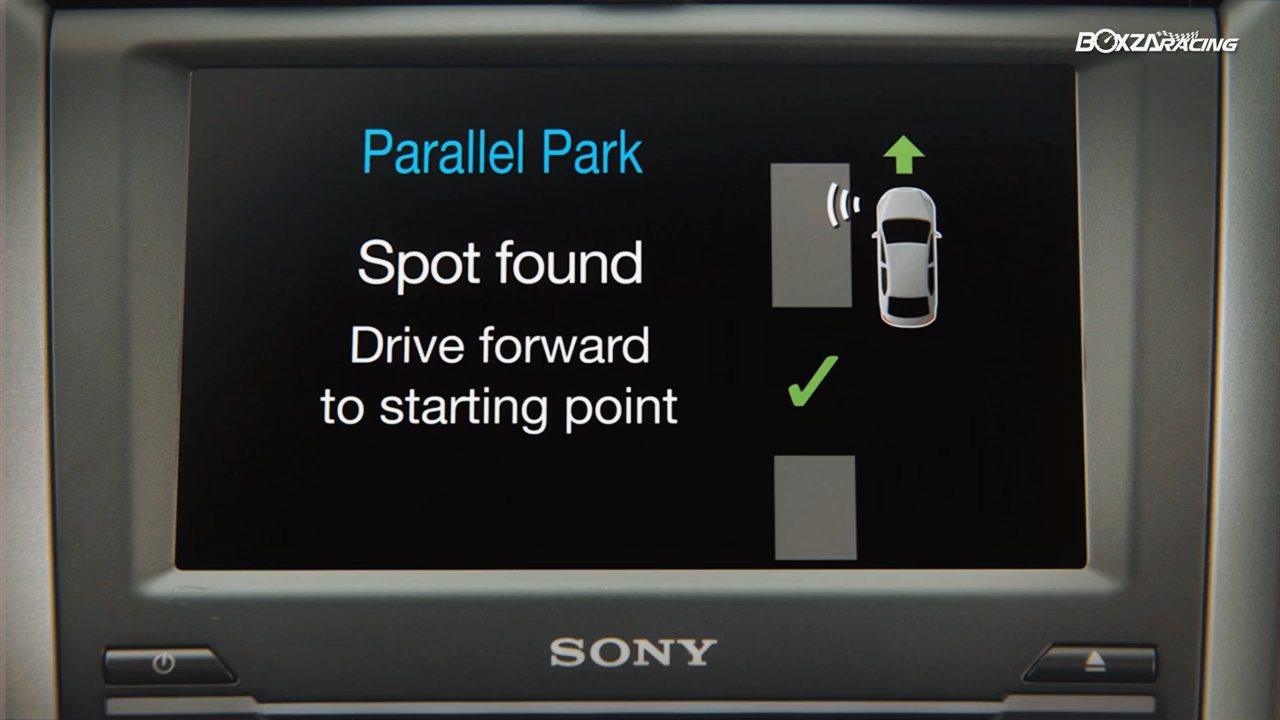 BOXZARACING
Parallel Park
Spot found
Drive forward
to starting point
SONY